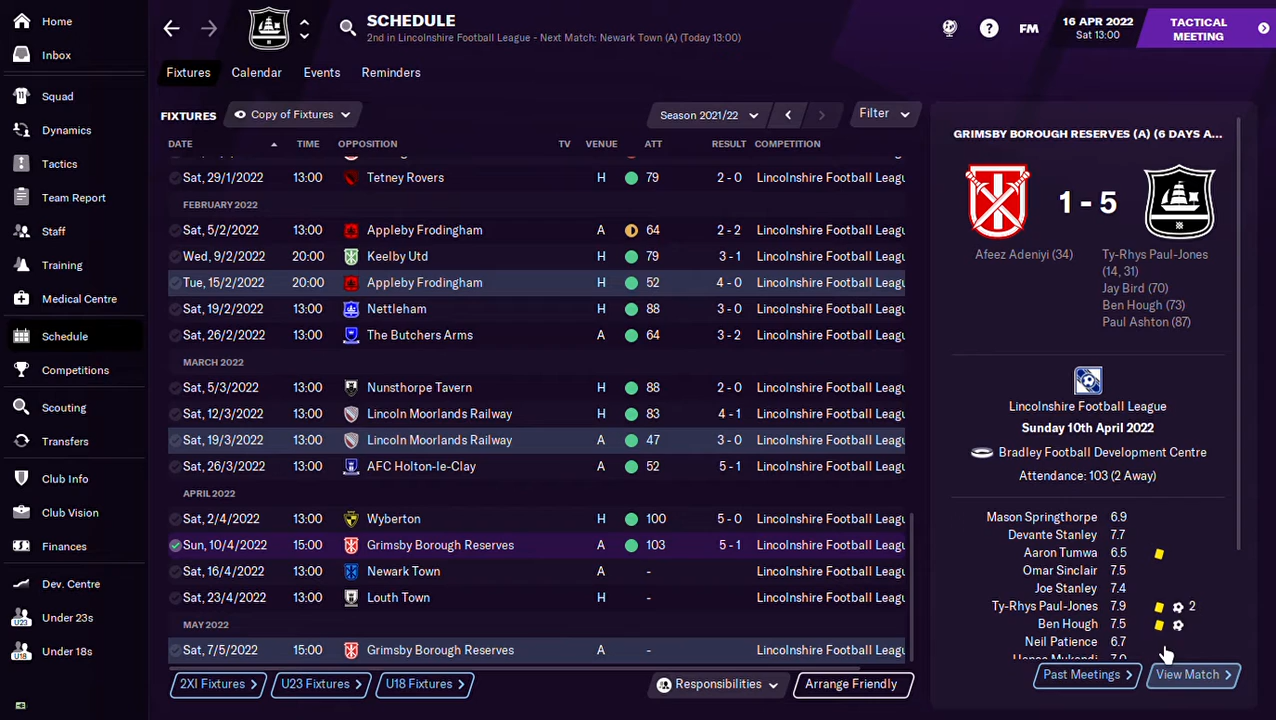 Home
Inbox
Squad
Dynamics
Tactics
Team Report
Staff
Training
Medical Centre
Schedule
Competitions
Scouting
Transfers
Club Info
Club Vision
Finances
Dev. Centre
U23 Under 23s
U18 Under 18s
SCHEDULE
2nd in Lincolnshire Football League - Next Match: Newark Town (A) (Today 13:00)
FM
16 APR 2022
Sat 13:00
TACTICAL MEETING
Fixtures Calendar Events Reminders
FIXTURES Copy of Fixtures Season 2021/22 Filter
DATE TIME OPPOSITION TV VENUE ATT RESULT COMPETITION
Sat, 29/1/2022 13:00 Tetney Rovers H 79 2 - 0 Lincolnshire Football Leagu
FEBRUARY 2022
Sat, 5/2/2022 13:00 Appleby Frodingham A 64 2 - 2 Lincolnshire Football Leagu
Wed, 9/2/2022 20:00 Keelby Utd H 79 3 - 1 Lincolnshire Football Leagu
Tue, 15/2/2022 20:00 Appleby Frodingham H 52 4 - 0 Lincolnshire Football Leagu
Sat, 19/2/2022 13:00 Nettleham H 88 3 - 0 Lincolnshire Football Leagu
Sat, 26/2/2022 13:00 The Butchers Arms A 64 3 - 2 Lincolnshire Football Leagu
MARCH 2022
Sat, 5/3/2022 13:00 Nunsthorpe Tavern H 88 2 - 0 Lincolnshire Football Leagu
Sat, 12/3/2022 13:00 Lincoln Moorlands Railway H 83 4 - 1 Lincolnshire Football Leagu
Sat, 19/3/2022 13:00 Lincoln Moorlands Railway A 47 3 - 0 Lincolnshire Football Leagu
Sat, 26/3/2022 13:00 AFC Holton-le-Clay A 52 5 - 1 Lincolnshire Football Leagu
APRIL 2022
Sat, 2/4/2022 13:00 Wyberton H 100 5 - 0 Lincolnshire Football Leagu
Sun, 10/4/2022 15:00 Grimsby Borough Reserves A 103 5 - 1 Lincolnshire Football Leagu
Sat, 16/4/2022 13:00 Newark Town A - Lincolnshire Football Leagu
Sat, 23/4/2022 13:00 Louth Town H - Lincolnshire Football Leagu
MAY 2022
Sat, 7/5/2022 15:00 Grimsby Borough Reserves A - Lincolnshire Football Leagu
2XI Fixtures U23 Fixtures U18 Fixtures Responsibilities Arrange Friendly
GRIMSBY BOROUGH RESERVES (A) (6 DAYS A...
1 - 5
Afeez Adeniyi (34)
Ty-Rhys Paul-Jones
(14, 31)
Jay Bird (70)
Ben Hough (73)
Paul Ashton (87)
Lincolnshire Football League
Sunday 10th April 2022
Bradley Football Development Centre
Attendance: 103 (2 Away)
Mason Springthorpe 6.9
Devante Stanley 7.7
Aaron Tumwa 6.5
Omar Sinclair 7.5
Joe Stanley 7.4
Ty-Rhys Paul-Jones 7.9 2
Ben Hough 7.5
Neil Patience 6.7
Past Meetings View Match